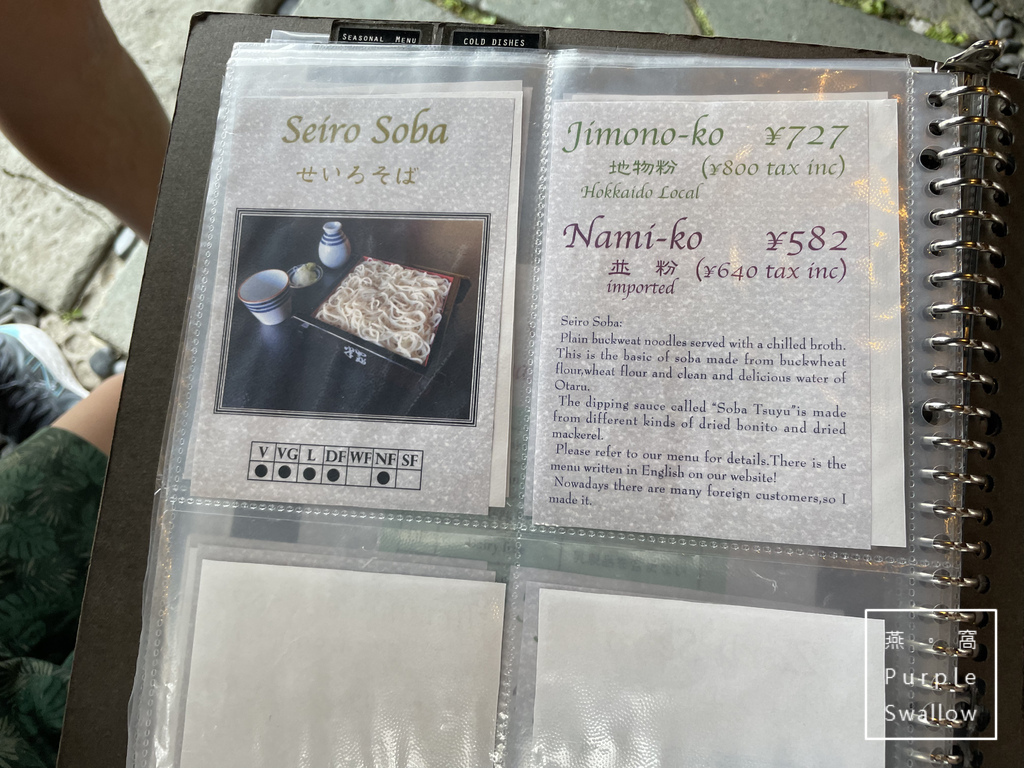 Seasonal Menu
COLD DISHES
Seiro Soba
せいろそば
V VG L DF WF NF SF
● ● ● ● ●
Jimono-ko ¥727
地物粉 (¥800 tax inc)
Hokkaido Local
Nami-ko ¥582
並 粉 (¥640 tax inc)
imported
Seiro Soba:
Plain buckweat noodles served with a chilled broth.
This is the basic of soba made from buckwheat
flour,wheat flour and clean and delicious water of
Otaru.
The dipping sauce called “Soba Tsuyu”is made
from different kinds of dried bonito and dried
mackerel.
Please refer to our menu for details.There is the
menu written in English on our website!
Nowadays there are many foreign customers,so I
made it.
燕。窩
Purple
Swallow